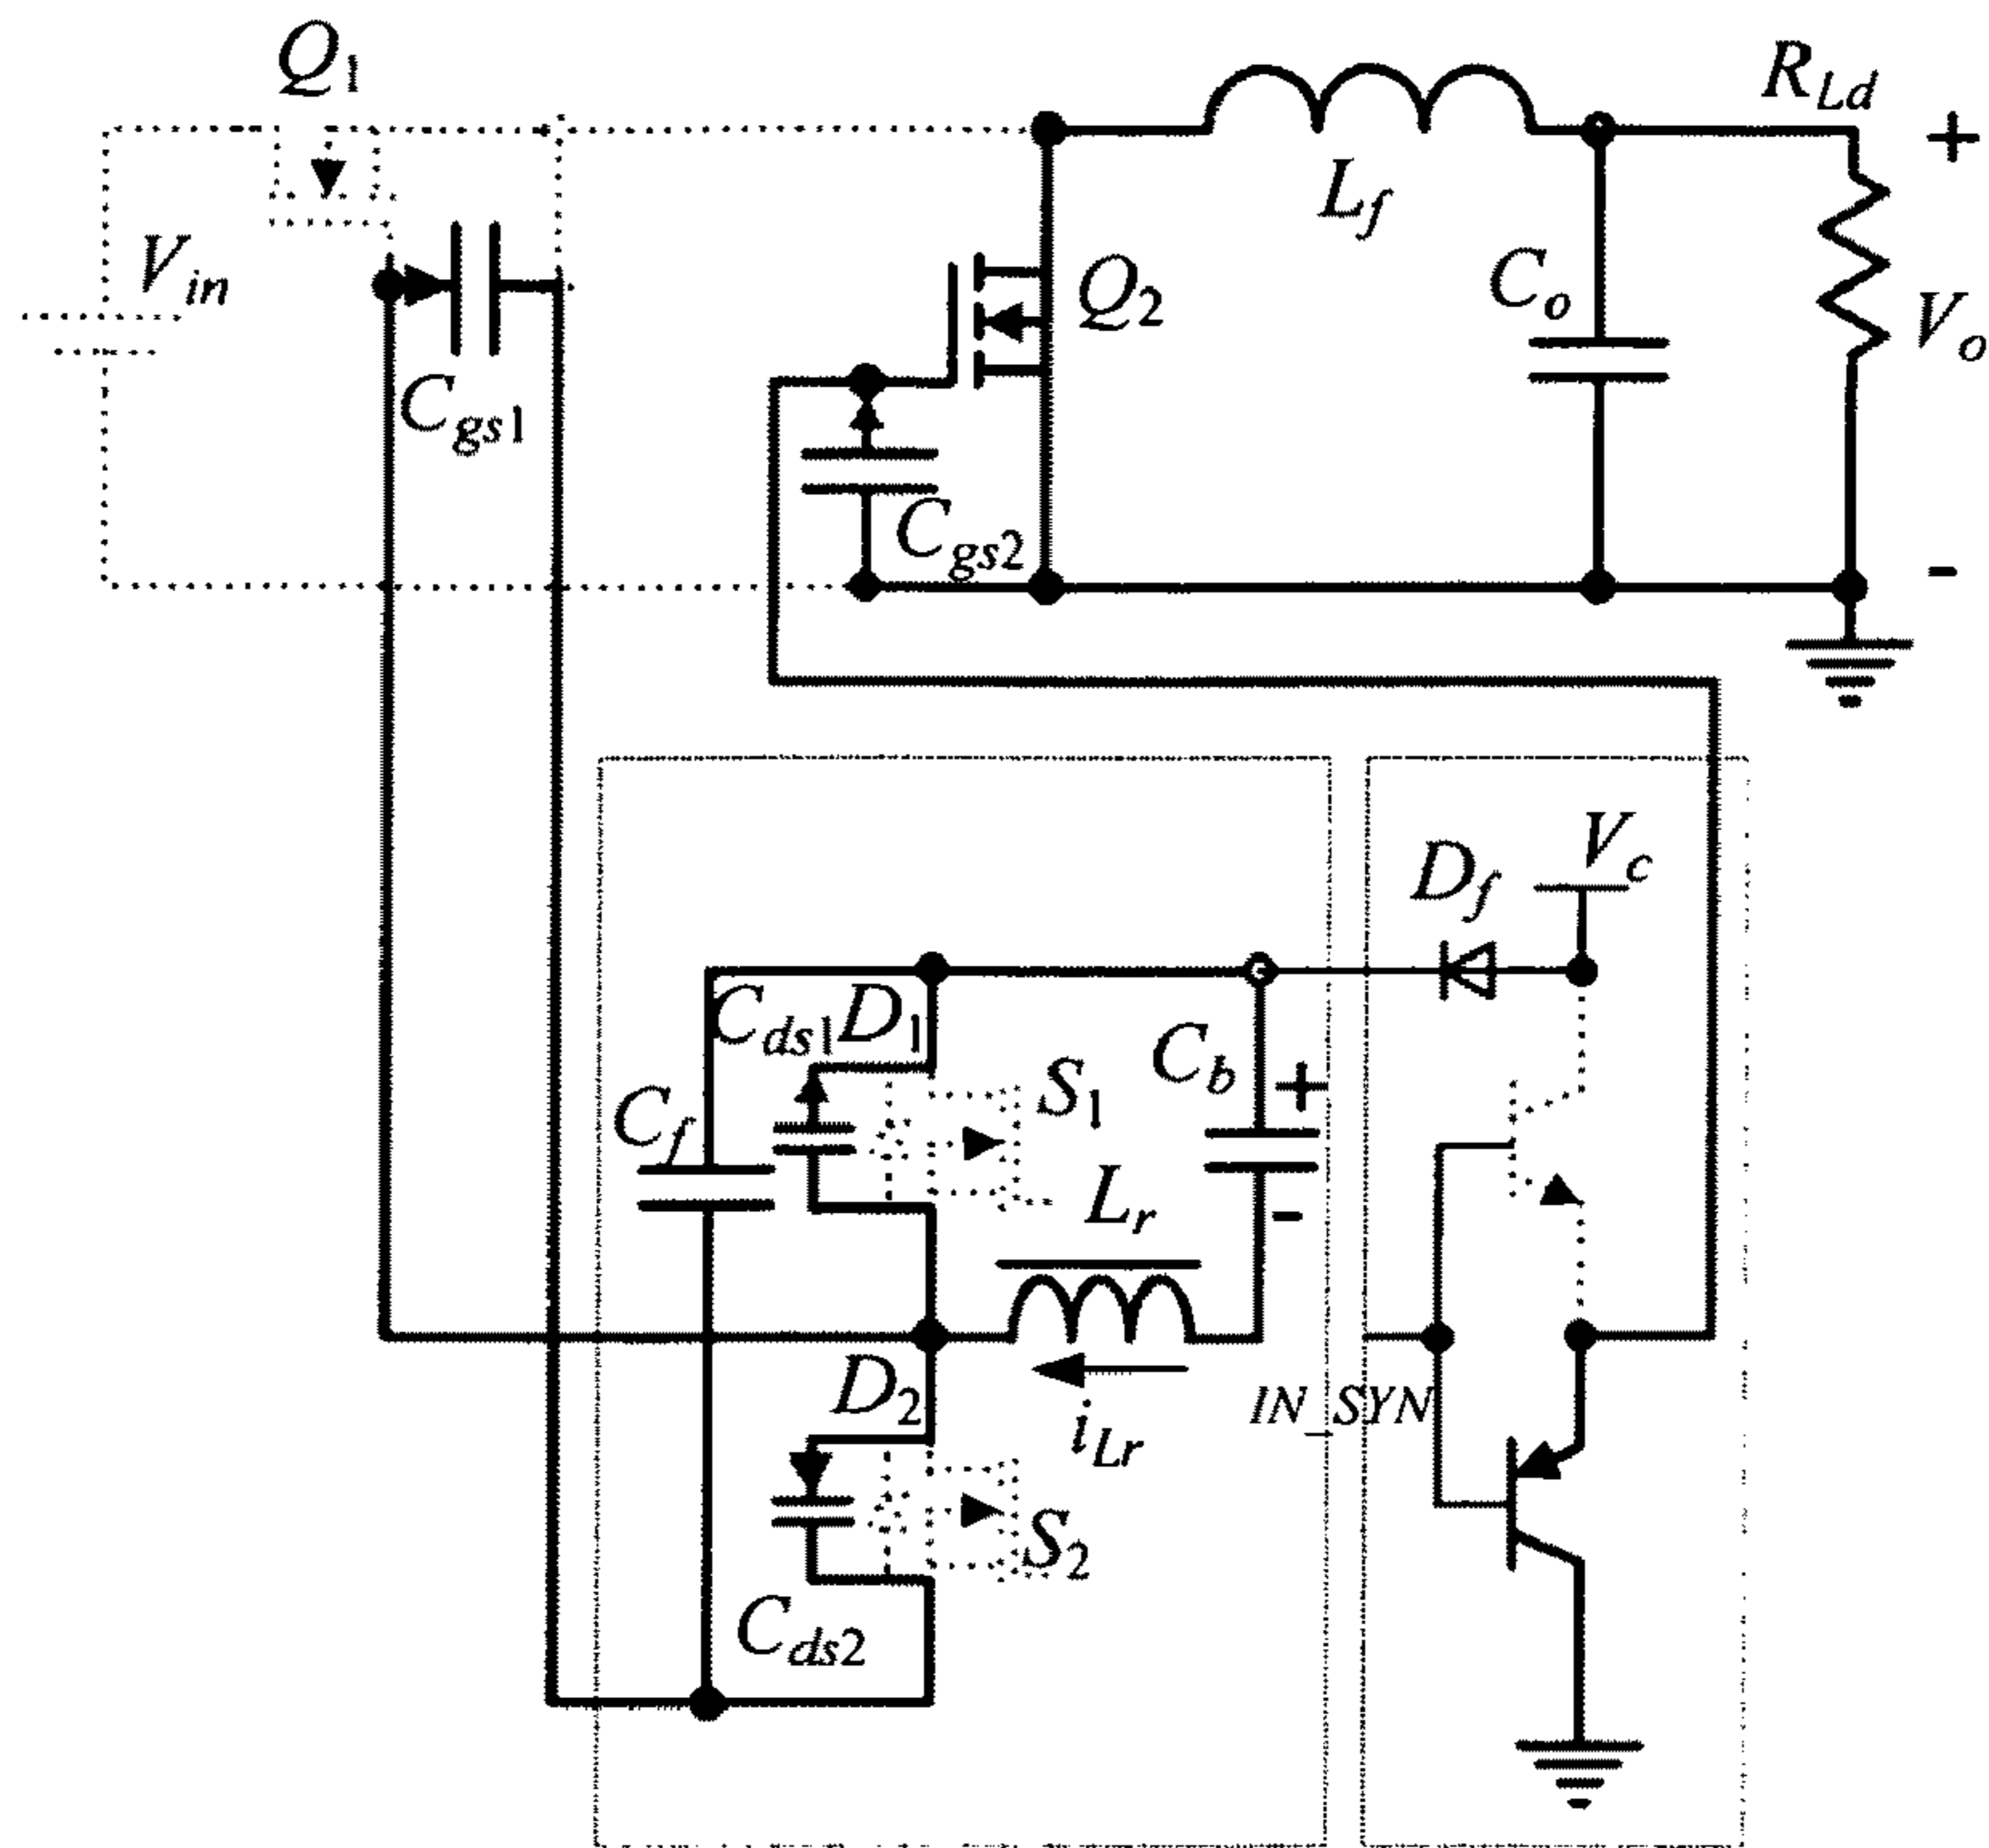 Q1
RLd
+
Vin
Lf
Q2
Co
Vo
Cgs1
Cgs2
-
Vc
Df
Cds1 D1
S1
Cb
+
Cf
Lr
-
D2
IN_SYN
iLr
S2
Cds2